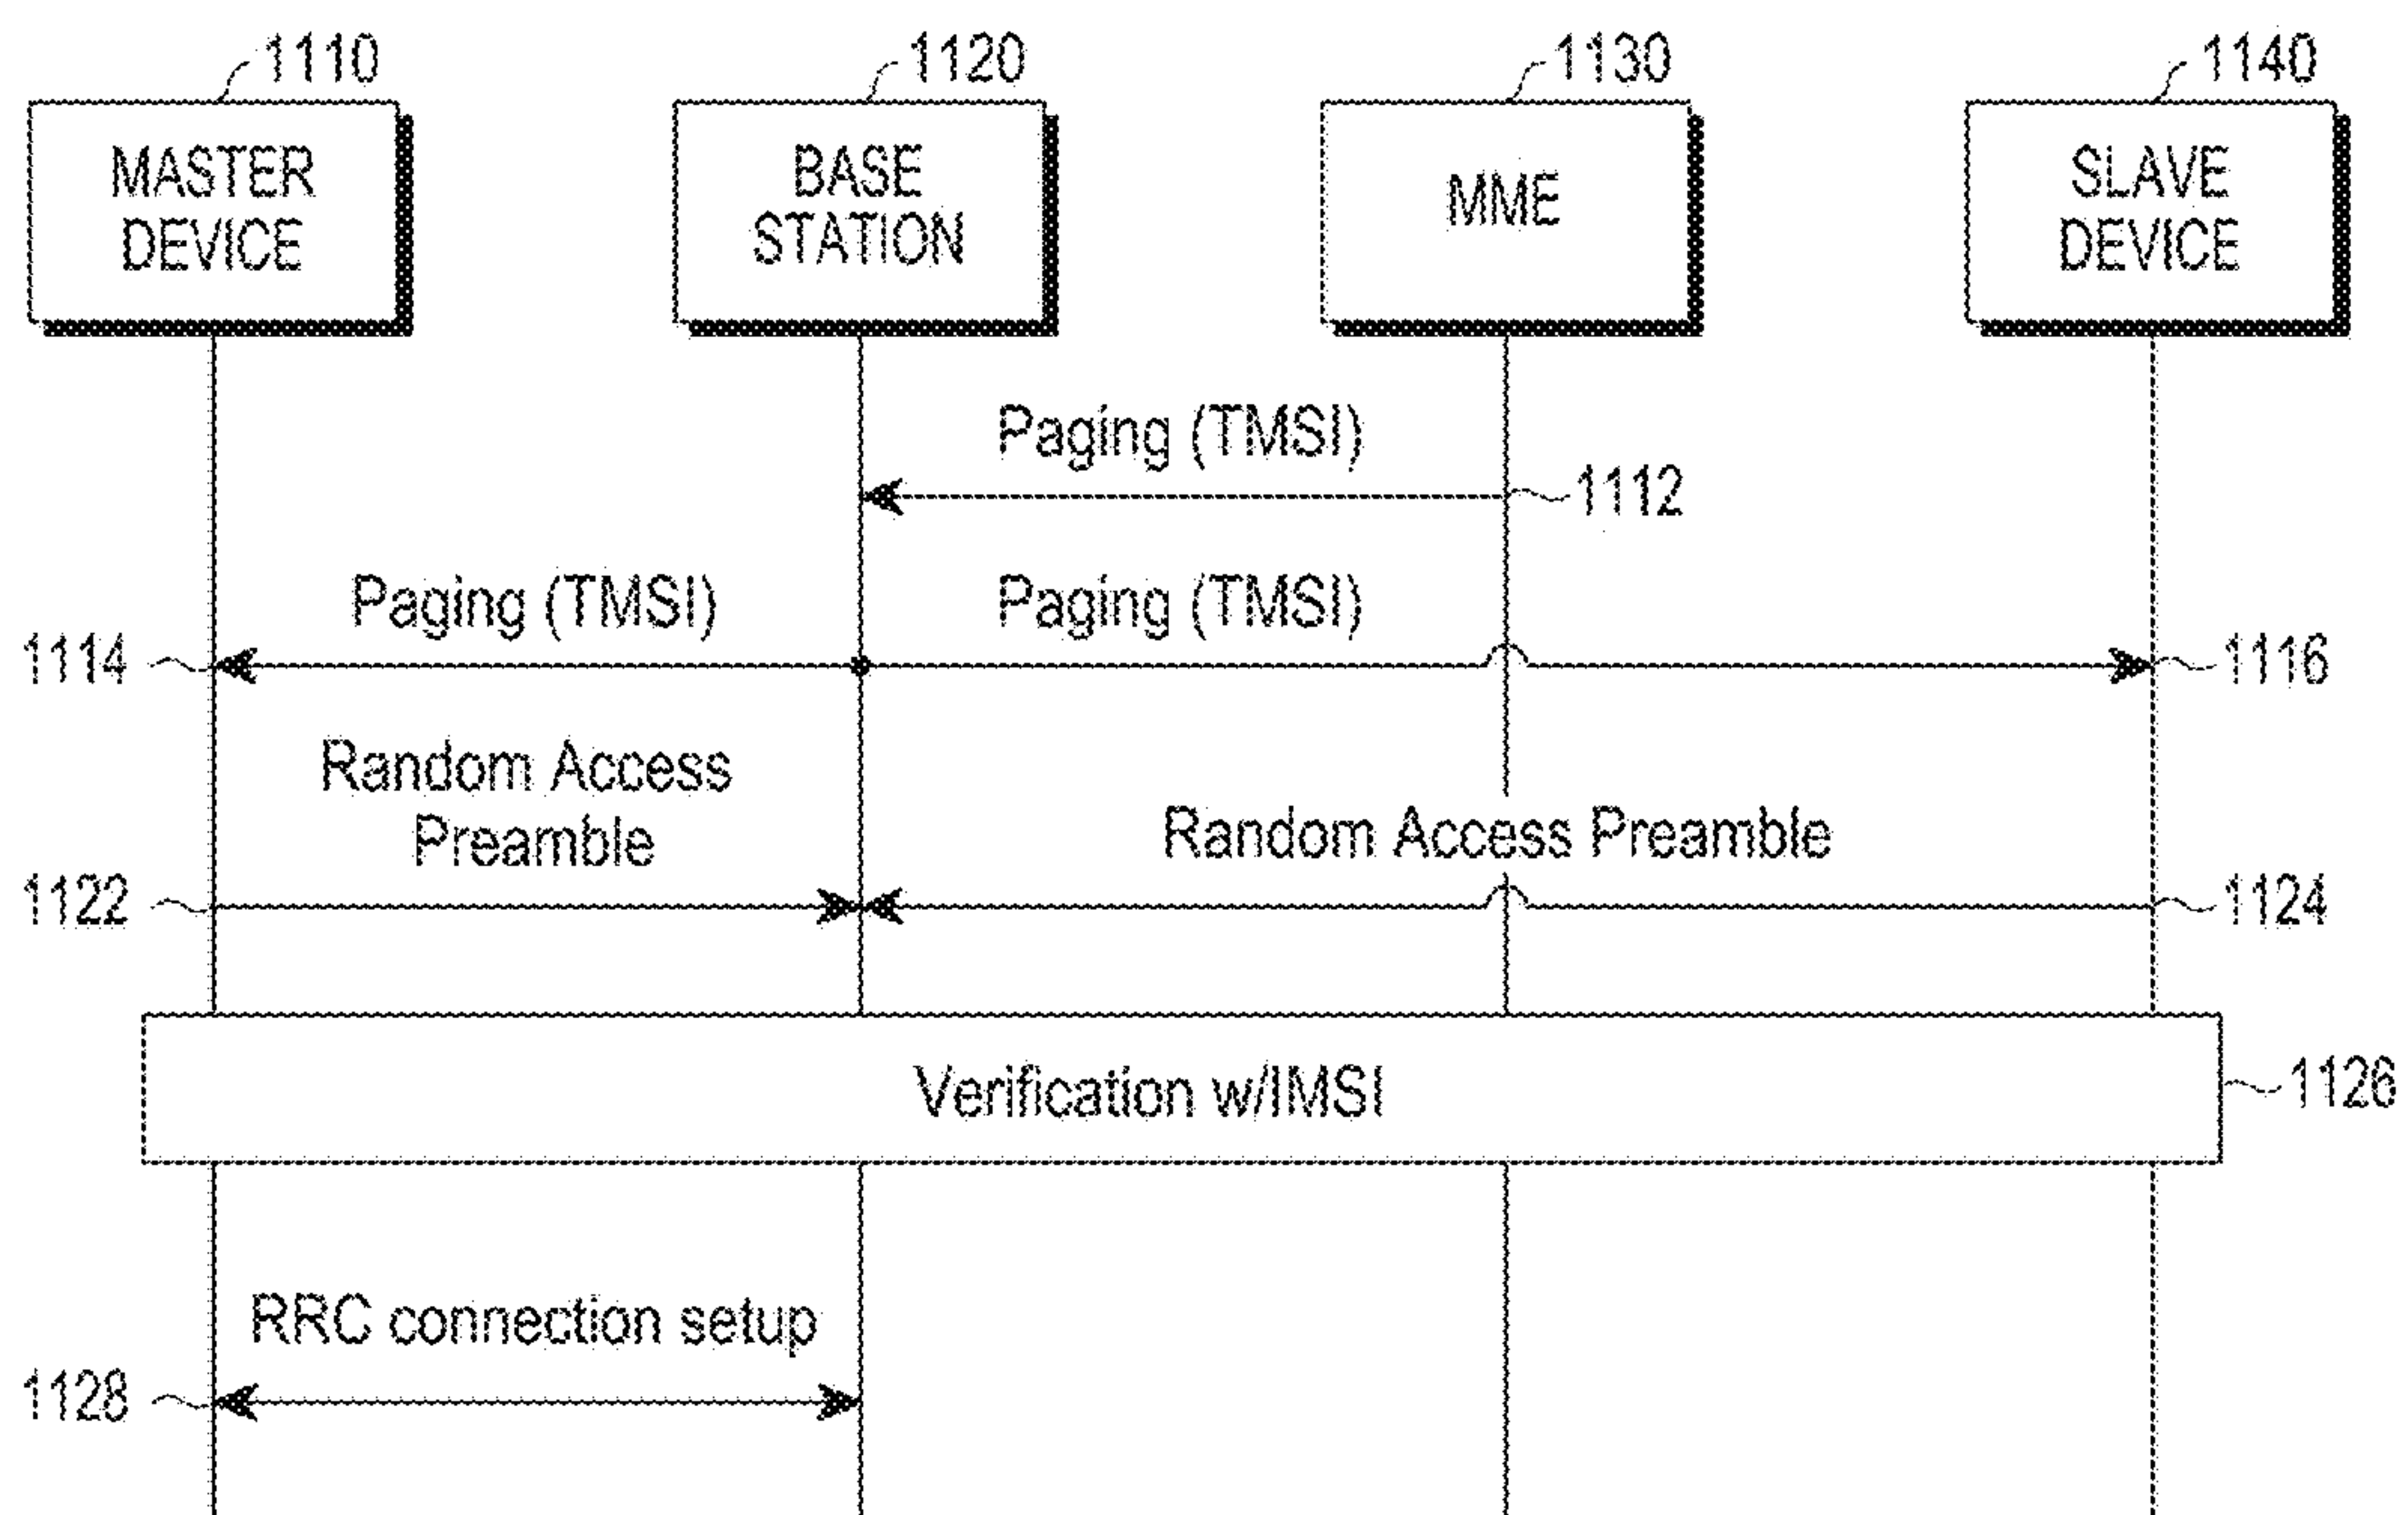 1110
1120
1130
1140
MASTER
DEVICE
BASE
STATION
MME
SLAVE
DEVICE
Paging (TMSI)
1112
Paging (TMSI)
Paging (TMSI)
1114
1116
Random Access
Preamble
Random Access Preamble
1122
1124
Verification w/IMSI
1126
RRC connection setup
1128